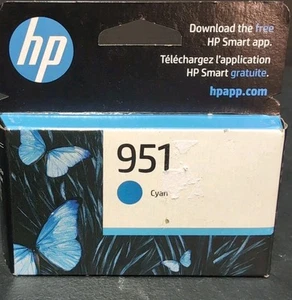 hp
Download the free
HP Smart app.
Téléchargez l'application
HP Smart gratuite.
hpapp.com
951
Cyan